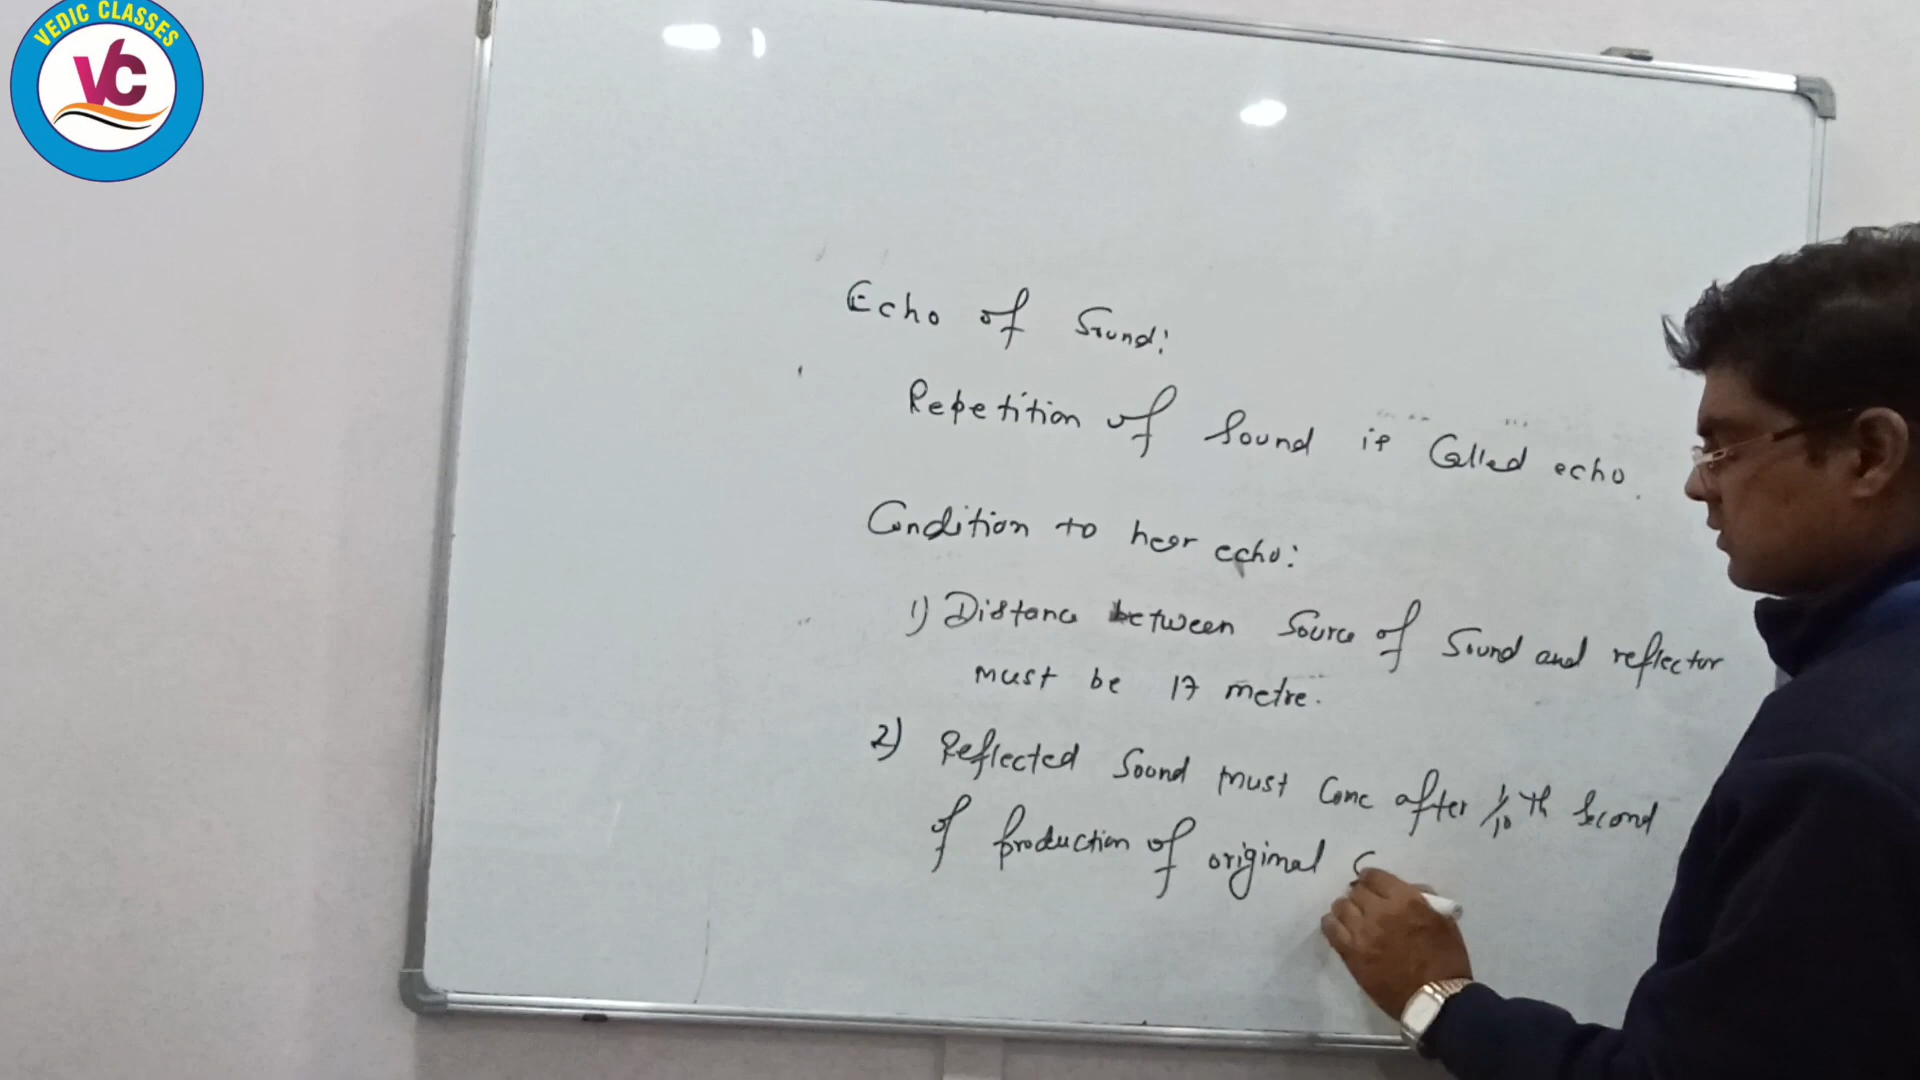 VEDIC CLASSES
VC
Echo of Sound:
Repetition of Sound is Called echo.
Condition to hear echo:
1) Distance between Source of Sound and reflector
must be 17 metre.
2) Reflected Sound must come after 1/10 th Second
of production of original S